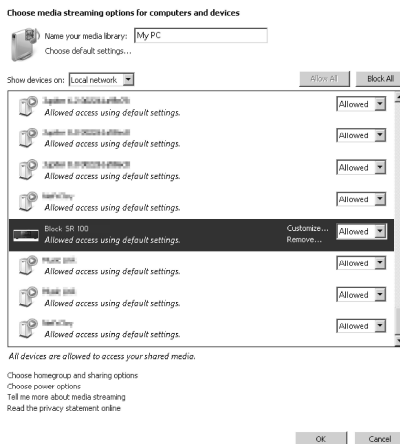 Choose media streaming options for computers and devices
Name your media library: My PC
Choose default settings...
Show devices on: Local network
Allow All
Block All
Allowed
Allowed access using default settings.
Allowed
Allowed access using default settings.
Allowed
Allowed access using default settings.
Allowed
Allowed access using default settings.
Block SR 100
Customize...
Allowed
Allowed access using default settings.
Remove...
Allowed
Allowed access using default settings.
Allowed
Allowed access using default settings.
Allowed
Allowed access using default settings.
All devices are allowed to access your shared media.
Choose homegroup and sharing options
Choose power options
Tell me more about media streaming
Read the privacy statement online
OK
Cancel